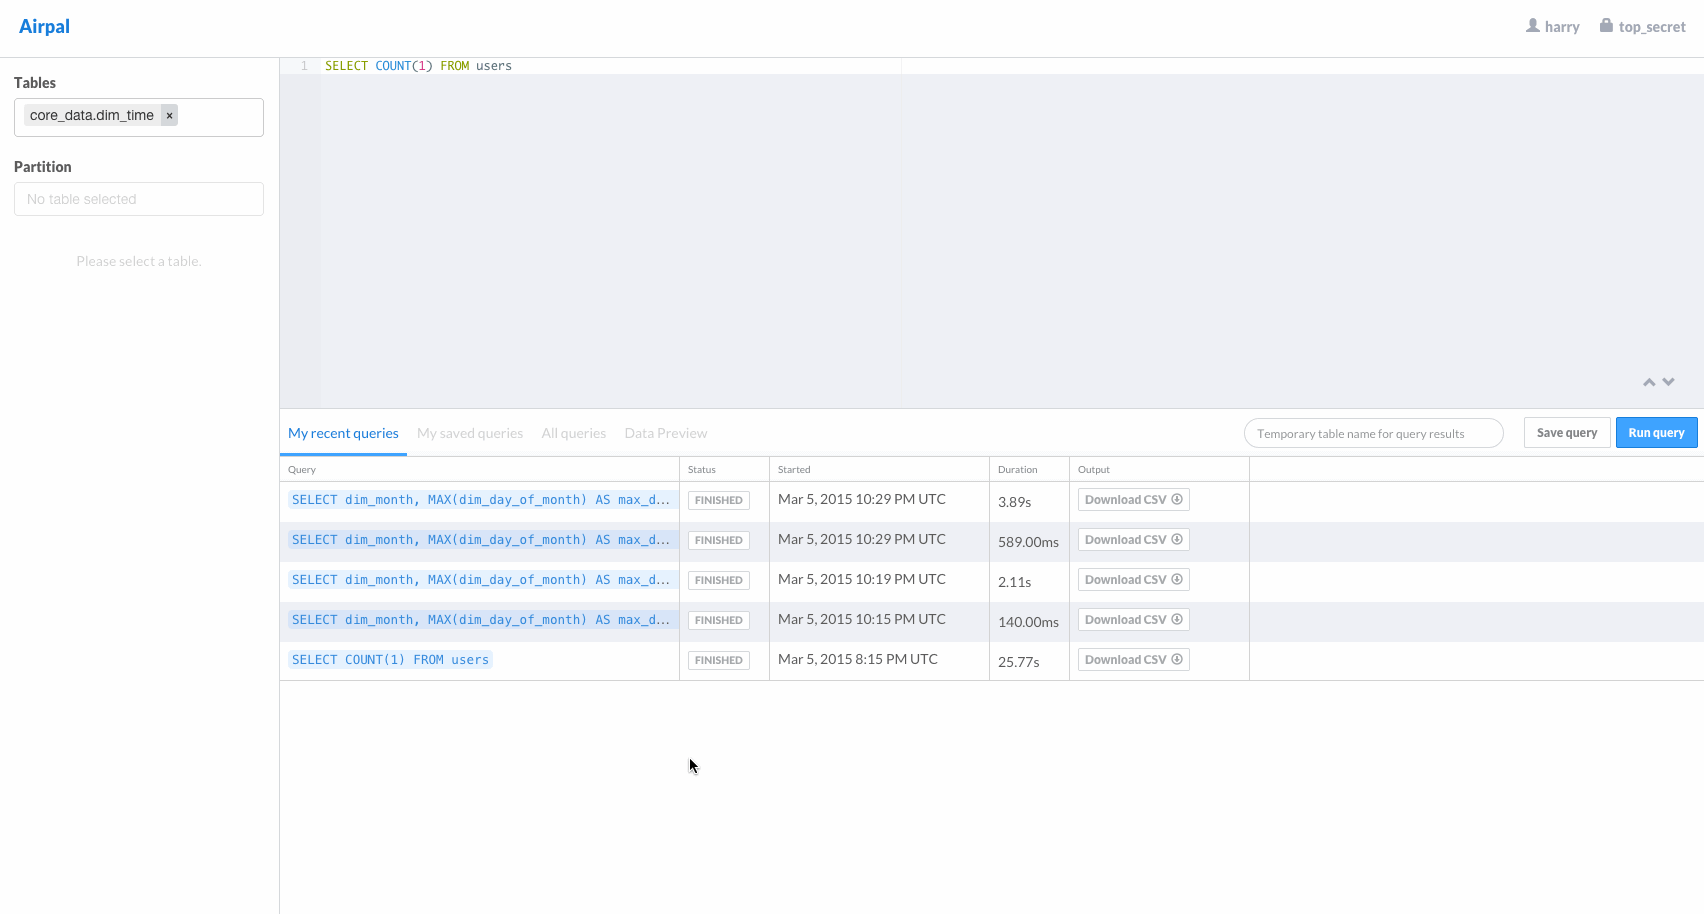 Airpal
harry top_secret
Tables
core_data.dim_time ×
Partition
No table selected
Please select a table.
1 SELECT COUNT(1) FROM users
My recent queries My saved queries All queries Data Preview Temporary table name for query results Save query Run query
Query Status Started Duration Output
SELECT dim_month, MAX(dim_day_of_month) AS max_d... FINISHED Mar 5, 2015 10:29 PM UTC 3.89s Download CSV
SELECT dim_month, MAX(dim_day_of_month) AS max_d... FINISHED Mar 5, 2015 10:29 PM UTC 589.00ms Download CSV
SELECT dim_month, MAX(dim_day_of_month) AS max_d... FINISHED Mar 5, 2015 10:19 PM UTC 2.11s Download CSV
SELECT dim_month, MAX(dim_day_of_month) AS max_d... FINISHED Mar 5, 2015 10:15 PM UTC 140.00ms Download CSV
SELECT COUNT(1) FROM users FINISHED Mar 5, 2015 8:15 PM UTC 25.77s Download CSV